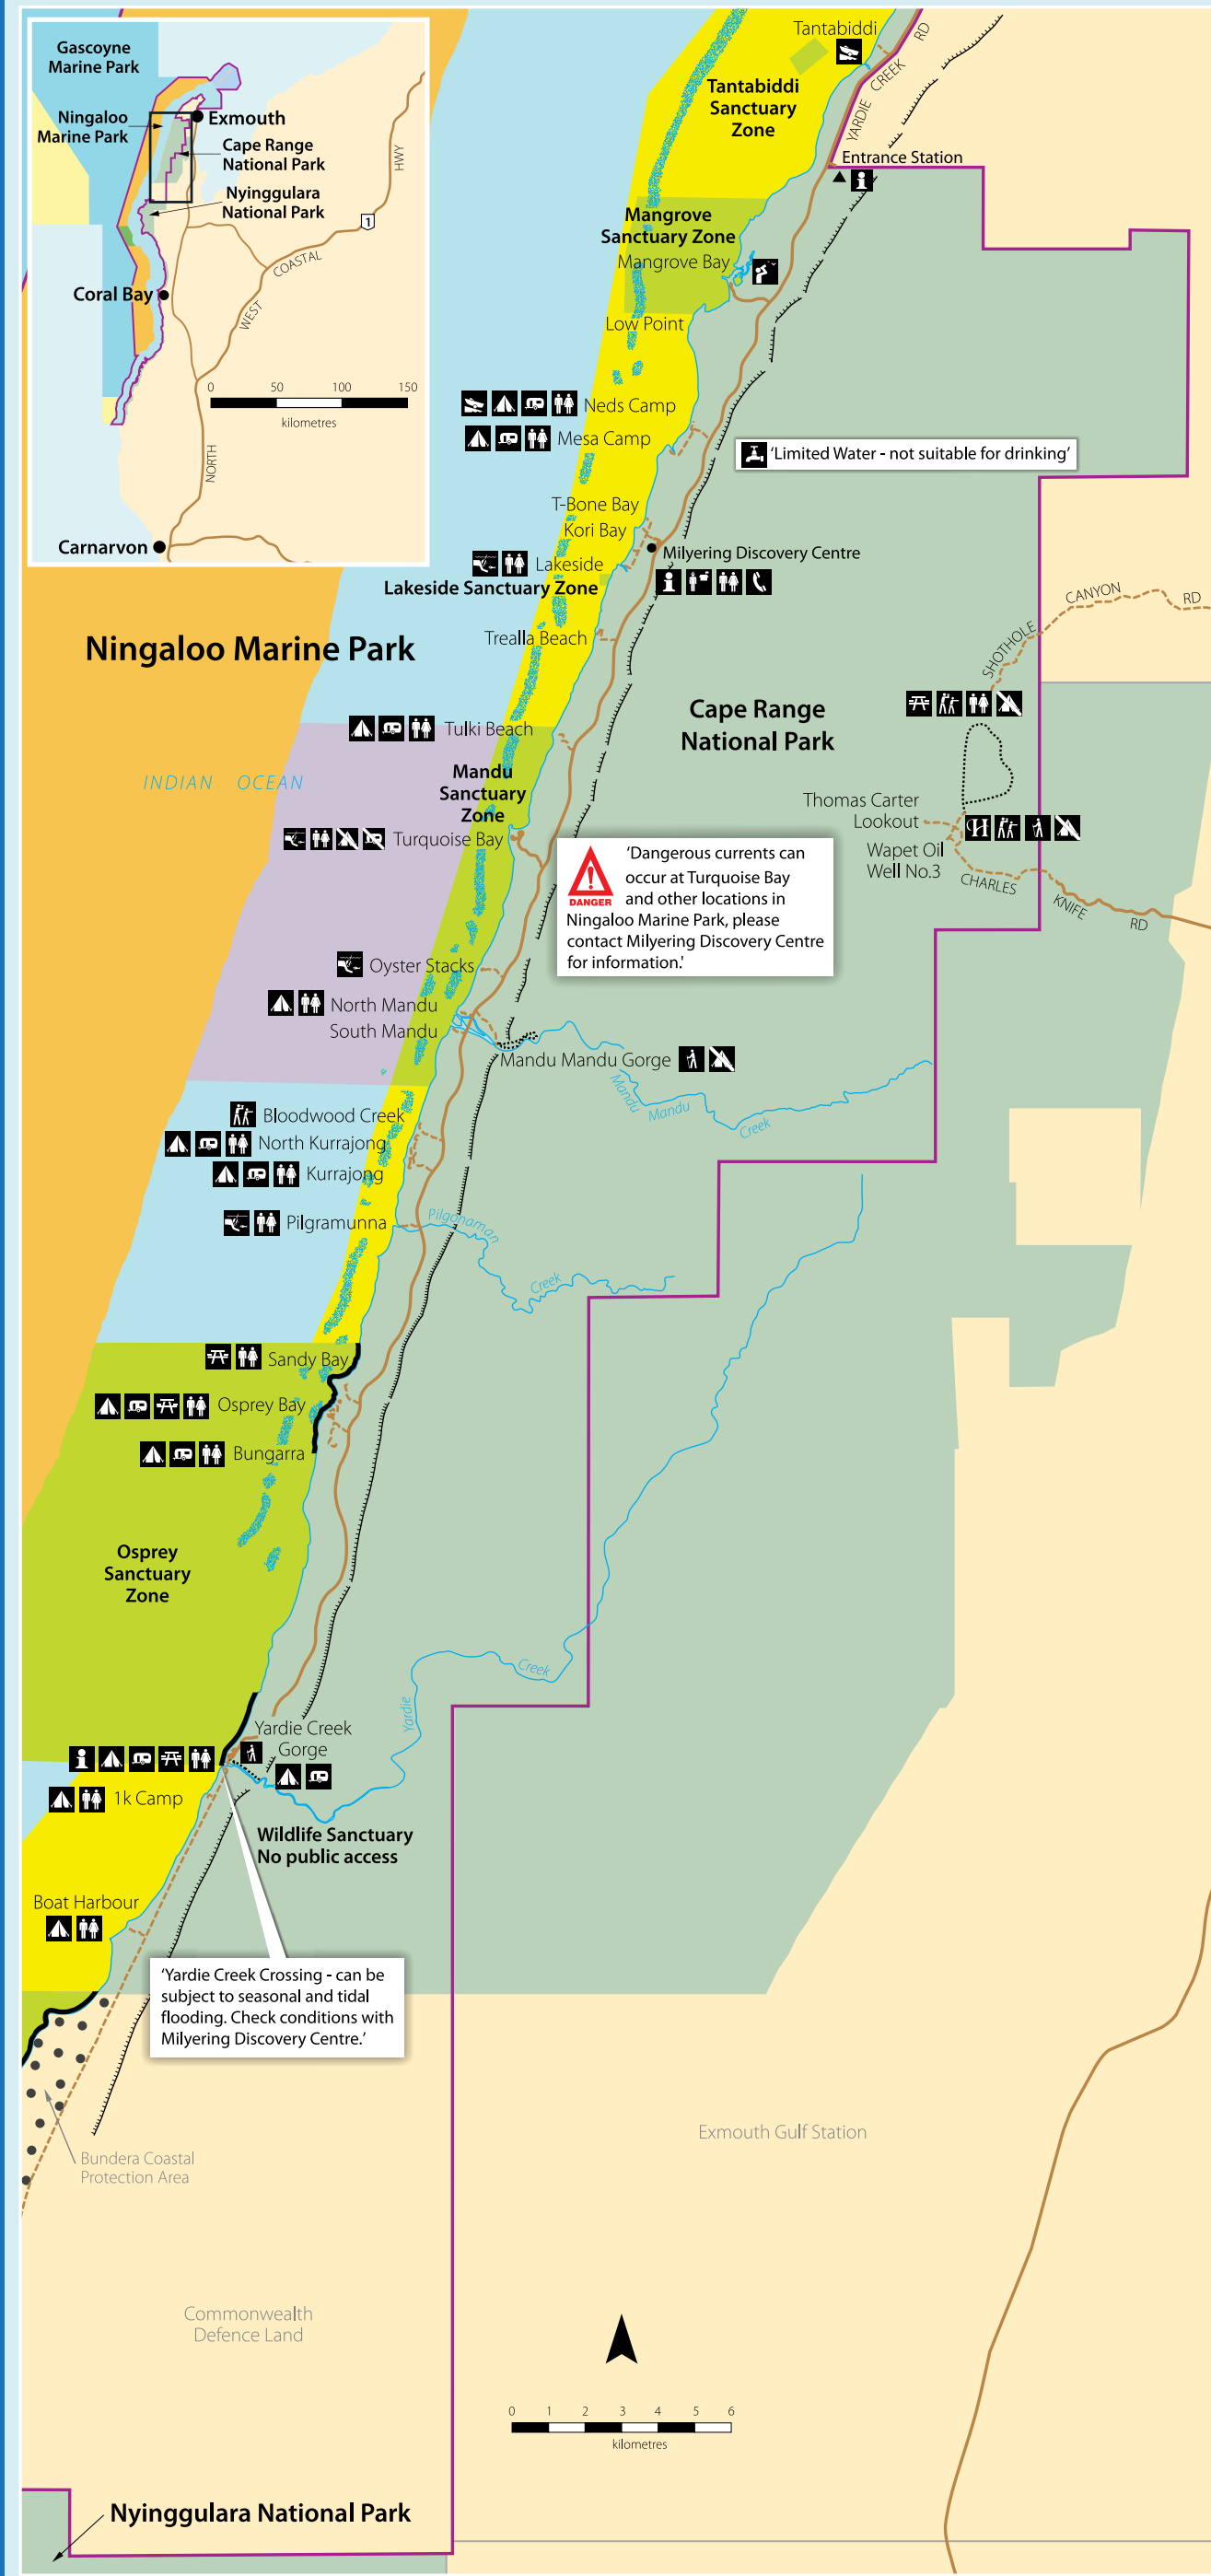 Gascoyne
Marine Park
Ningaloo
Marine Park
Exmouth
Cape Range
National Park
Nyinggulara
National Park
HWY
1
COASTAL
WEST
Coral Bay
0 50 100 150
kilometres
NORTH
Carnarvon
Tantabiddi
RD
CREEK
YARDIE
Tantabiddi
Sanctuary
Zone
Entrance Station
Mangrove
Sanctuary Zone
Mangrove Bay
Low Point
Neds Camp
Mesa Camp
'Limited Water - not suitable for drinking'
T-Bone Bay
Kori Bay
Milyering Discovery Centre
Lakeside
Lakeside Sanctuary Zone
CANYON
RD
SHOTHOLE
Trealla Beach
Ningaloo Marine Park
Cape Range
National Park
Tulki Beach
INDIAN OCEAN
Mandu
Sanctuary
Zone
Thomas Carter
Lookout
H
Turquoise Bay
Wapet Oil
Well No.3
CHARLES
KNIFE
RD
DANGER
'Dangerous currents can
occur at Turquoise Bay
and other locations in
Ningaloo Marine Park, please
contact Milyering Discovery Centre
for information.'
Oyster Stacks
North Mandu
South Mandu
Mandu Mandu Gorge
Mandu
Mandu
Creek
Bloodwood Creek
North Kurrajong
Kurrajong
Pilgramunna
Pilgonaman
Creek
Sandy Bay
Osprey Bay
Bungarra
Osprey
Sanctuary
Zone
Creek
Yardie
Yardie Creek
Gorge
1k Camp
Wildlife Sanctuary
No public access
Boat Harbour
'Yardie Creek Crossing - can be
subject to seasonal and tidal
flooding. Check conditions with
Milyering Discovery Centre.'
Bundera Coastal
Protection Area
Exmouth Gulf Station
Commonwealth
Defence Land
0 1 2 3 4 5 6
kilometres
Nyinggulara National Park